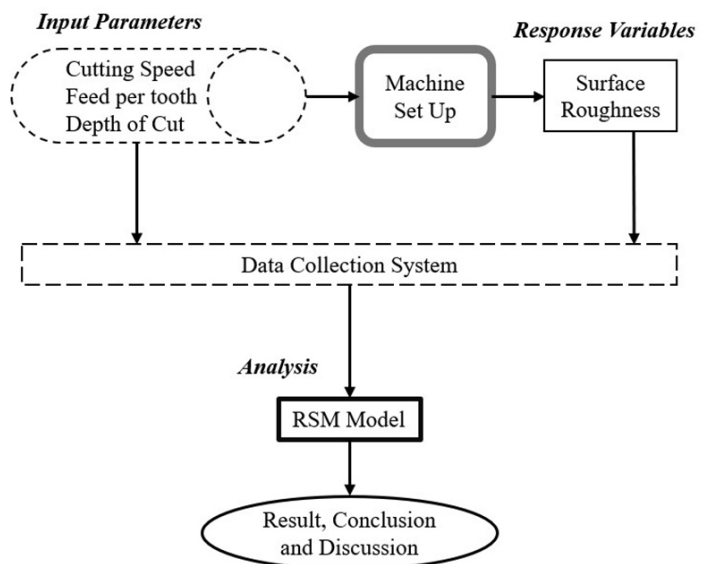 Input Parameters
Response Variables
Cutting Speed
Feed per tooth
Depth of Cut
Machine
Set Up
Surface
Roughness
Data Collection System
Analysis
RSM Model
Result, Conclusion
and Discussion